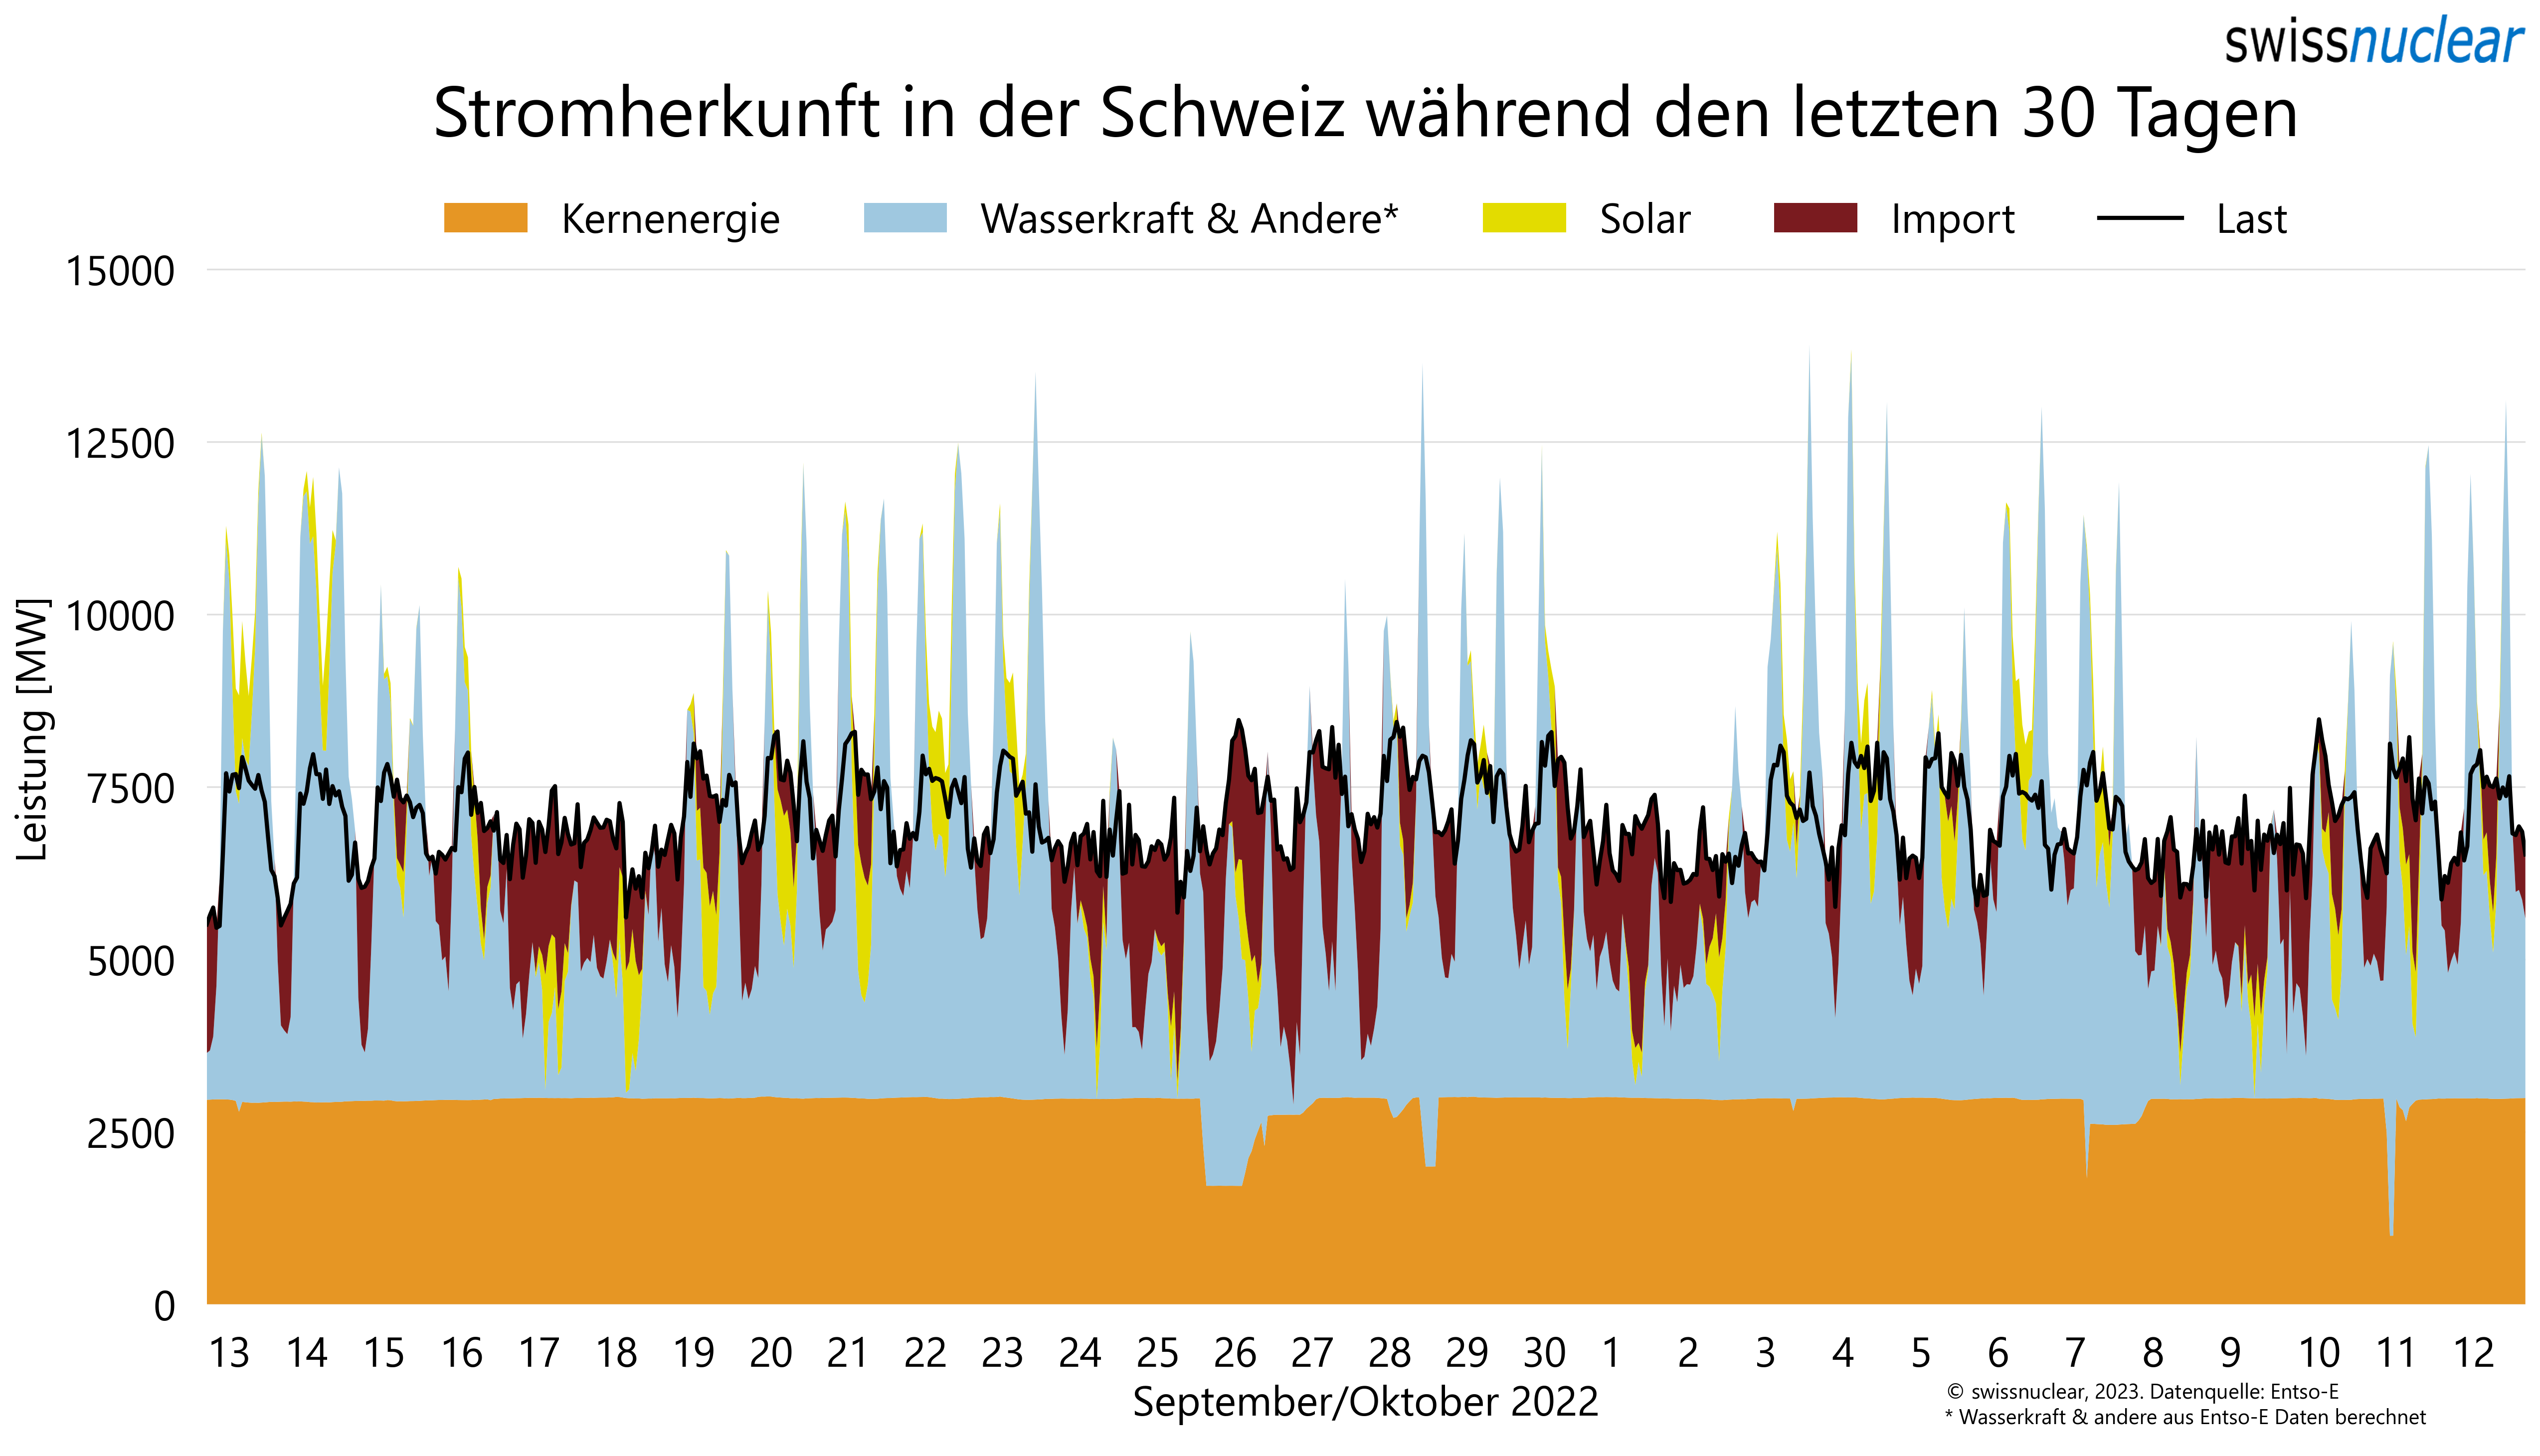 swissnuclear
Stromherkunft in der Schweiz während den letzten 30 Tagen
Kernenergie Wasserkraft & Andere* Solar Import Last
15000
12500
10000
7500
5000
2500
0
Leistung [MW]
13 14 15 16 17 18 19 20 21 22 23 24 25 26 27 28 29 30 1 2 3 4 5 6 7 8 9 10 11 12
September/Oktober 2022
© swissnuclear, 2023. Datenquelle: Entso-E
* Wasserkraft & andere aus Entso-E Daten berechnet